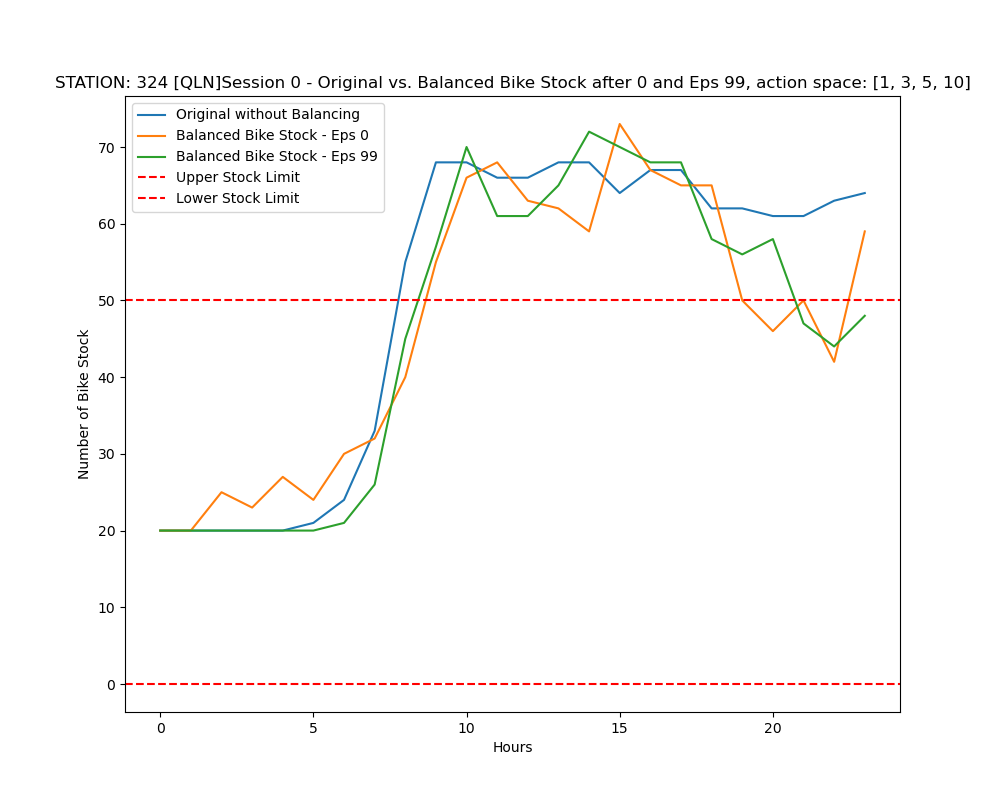 STATION: 324 [QLN]Session 0 - Original vs. Balanced Bike Stock after 0 and Eps 99, action space: [1, 3, 5, 10]
Original without Balancing
Balanced Bike Stock - Eps 0
Balanced Bike Stock - Eps 99
Upper Stock Limit
Lower Stock Limit
Number of Bike Stock
70
60
50
40
30
20
10
0
0 5 10 15 20
Hours